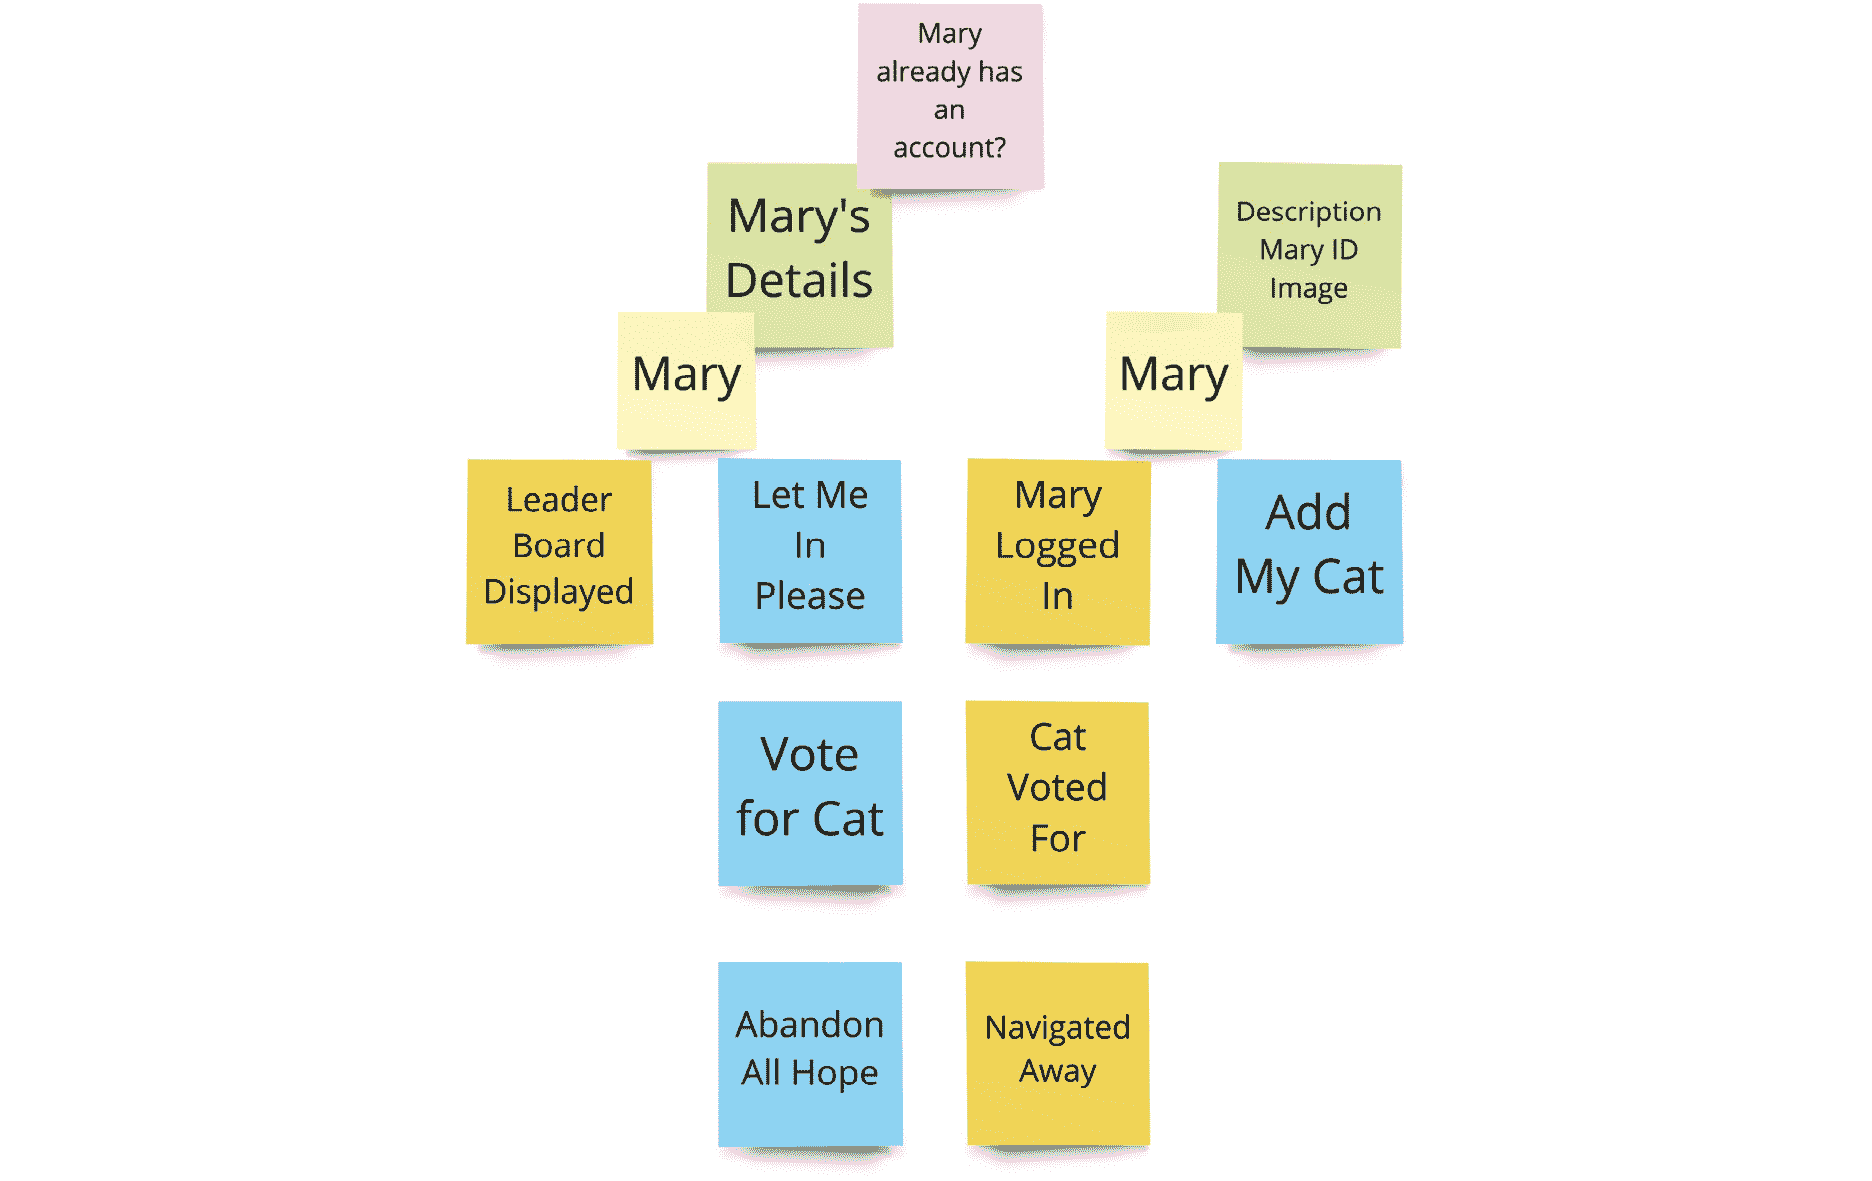 Mary
already has
an
account?
Mary's
Details
Description
Mary ID
Image
Mary
Mary
Leader
Board
Displayed
Let Me
In
Please
Mary
Logged
In
Add
My Cat
Vote
for Cat
Cat
Voted
For
Abandon
All Hope
Navigated
Away